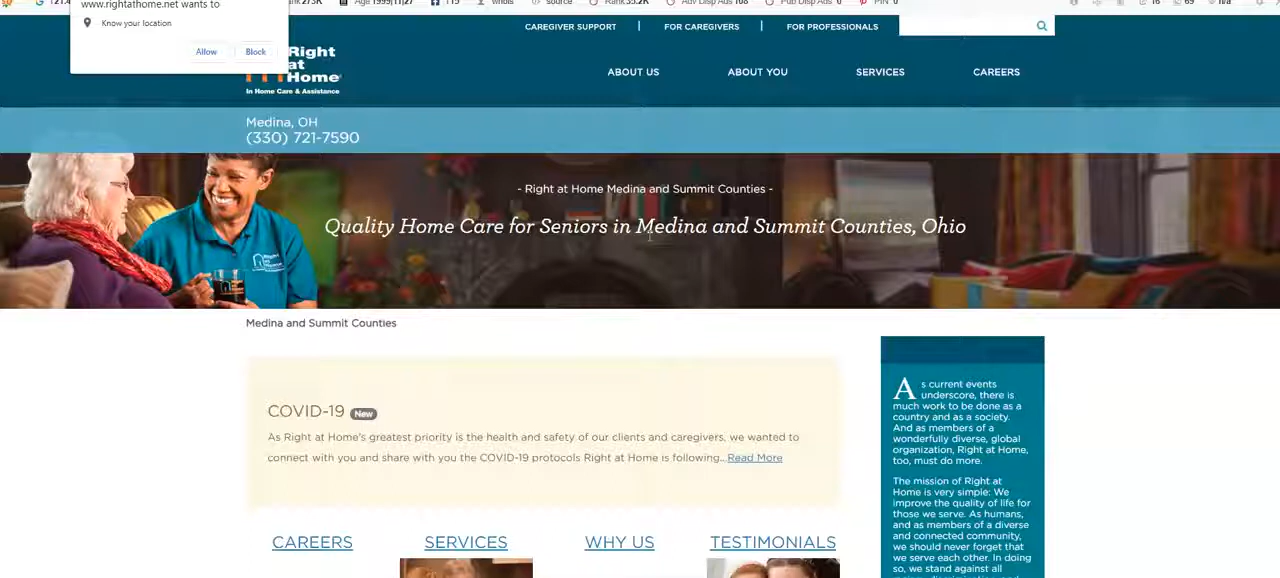 www.rightathome.net wants to
Know your location
Allow
Block
CAREGIVER SUPPORT
FOR CAREGIVERS
FOR PROFESSIONALS
Right
at
Home
In Home Care & Assistance
ABOUT US
ABOUT YOU
SERVICES
CAREERS
Medina, OH
(330) 721-7590
- Right at Home Medina and Summit Counties -
Quality Home Care for Seniors in Medina and Summit Counties, Ohio
Medina and Summit Counties
COVID-19 New
As Right at Home's greatest priority is the health and safety of our clients and caregivers, we wanted to
connect with you and share with you the COVID-19 protocols Right at Home is following...Read More
CAREERS
SERVICES
WHY US
TESTIMONIALS
As current events
underscore, there is
much work to be done as a
country and as a society.
And as members of a
wonderfully diverse, global
organization, Right at Home,
too, must do more.
The mission of Right at
Home is very simple: We
improve the quality of life for
those we serve. As humans,
and as members of a diverse
and connected community,
we should never forget that
we serve each other. In doing
so, we stand against all